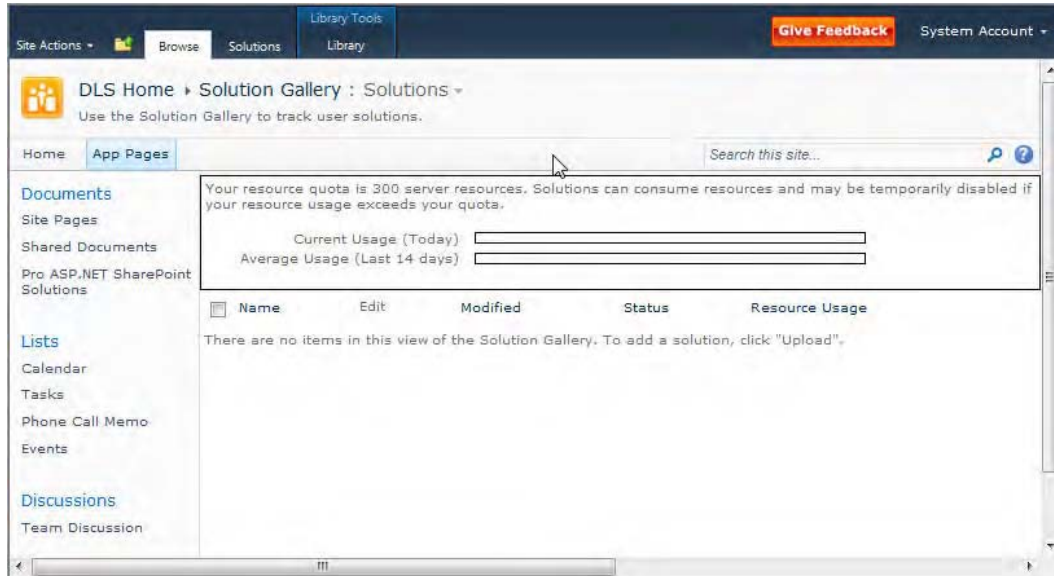 Library Tools
Give Feedback
System Account
Site Actions
Browse
Solutions
Library
DLS Home ▸ Solution Gallery : Solutions
Use the Solution Gallery to track user solutions.
Home
App Pages
Search this site...
Documents
Site Pages
Shared Documents
Pro ASP.NET SharePoint
Solutions
Lists
Calendar
Tasks
Phone Call Memo
Events
Discussions
Team Discussion
Your resource quota is 300 server resources. Solutions can consume resources and may be temporarily disabled if
your resource usage exceeds your quota.
Current Usage (Today)
Average Usage (Last 14 days)
Name Edit Modified Status Resource Usage
There are no items in this view of the Solution Gallery. To add a solution, click "Upload".